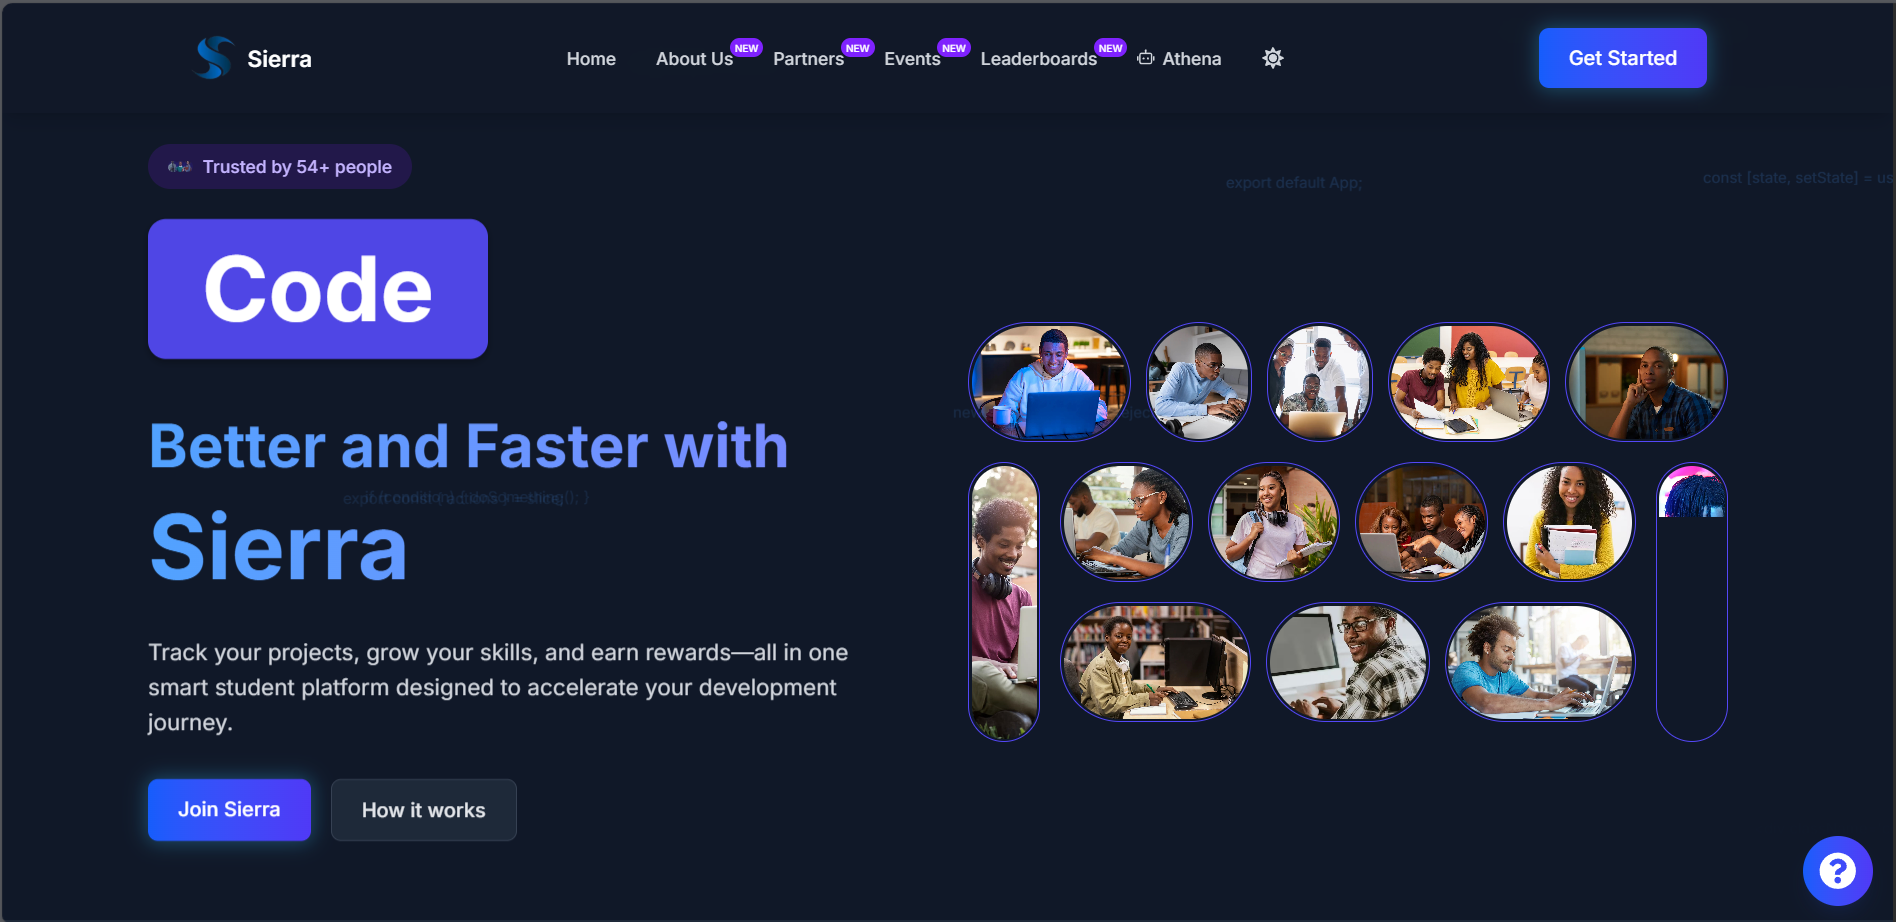 Sierra
Home
About Us NEW
Partners NEW
Events NEW
Leaderboards NEW
Athena
Get Started
Trusted by 54+ people
export default App;
const [state, setState] = us
Code
Better and Faster with
Sierra
Track your projects, grow your skills, and earn rewards—all in one
smart student platform designed to accelerate your development
journey.
Join Sierra
How it works
?